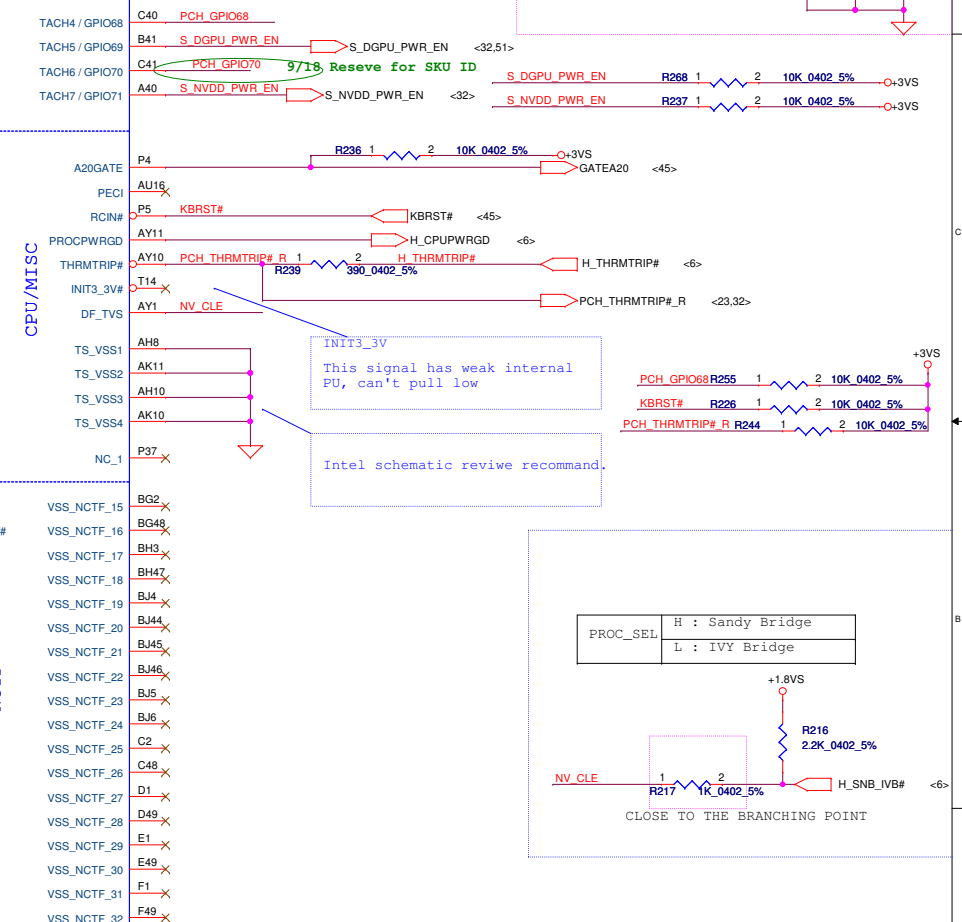 TACH4 / GPIO68 C40 PCH_GPIO68
TACH5 / GPIO69 B41 S_DGPU_PWR_EN S_DGPU_PWR_EN <32,51>
TACH6 / GPIO70 C41 PCH_GPIO70 9/18 Reseve for SKU ID
TACH7 / GPIO71 A40 S_NVDD_PWR_EN S_NVDD_PWR_EN <32>
S_DGPU_PWR_EN R268 1 2 10K_0402_5% +3VS
S_NVDD_PWR_EN R237 1 2 10K_0402_5% +3VS
R236 1 2 10K_0402_5% +3VS
A20GATE P4 GATEA20 <45>
PECI AU16
RCIN# P5 KBRST# KBRST# <45>
PROCPWRGD AY11 H_CPUPWRGD <6>
THRMTRIP# AY10 PCH_THRMTRIP#_R 1 2 H_THRMTRIP# H_THRMTRIP# <6>
R239 390_0402_5%
INIT3_3V# T14
PCH_THRMTRIP#_R <23,32>
DF_TVS AY1 NV_CLE
CPU/MISC
INIT3_3V
This signal has weak internal
PU, can't pull low
TS_VSS1 AH8
TS_VSS2 AK11
TS_VSS3 AH10
TS_VSS4 AK10
NC_1 P37
Intel schematic reviwe recommand.
+3VS
PCH_GPIO68 R255 1 2 10K_0402_5%
KBRST# R226 1 2 10K_0402_5%
PCH_THRMTRIP#_R R244 1 2 10K_0402_5%
C
B
#
VSS_NCTF_15 BG2
VSS_NCTF_16 BG48
VSS_NCTF_17 BH3
VSS_NCTF_18 BH47
VSS_NCTF_19 BJ4
VSS_NCTF_20 BJ44
VSS_NCTF_21 BJ45
VSS_NCTF_22 BJ46
VSS_NCTF_23 BJ5
VSS_NCTF_24 BJ6
VSS_NCTF_25 C2
VSS_NCTF_26 C48
VSS_NCTF_27 D1
VSS_NCTF_28 D49
VSS_NCTF_29 E1
VSS_NCTF_30 E49
VSS_NCTF_31 F1
VSS_NCTF_32 F49
PROC_SEL
H : Sandy Bridge
L : IVY Bridge
+1.8VS
R216
2.2K_0402_5%
NV_CLE 1 2 H_SNB_IVB# <6>
R217 1K_0402_5%
CLOSE TO THE BRANCHING POINT